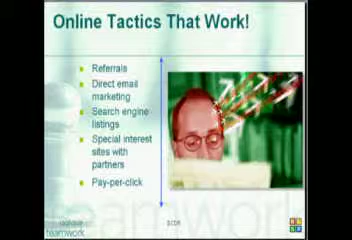 Online Tactics That Work!
Referrals
Direct email
marketing
Search engine
listings
Special interest
sites with
partners
Pay-per-click
teamwork
teamwork